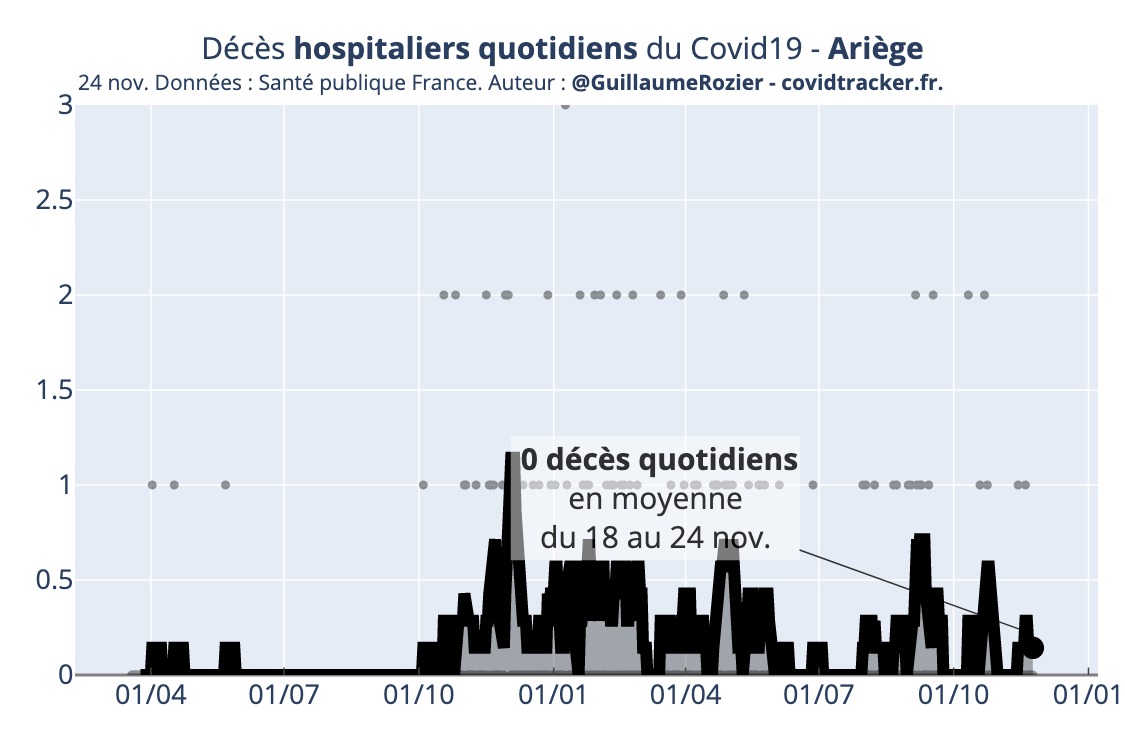 Décès hospitaliers quotidiens du Covid19 - Ariège
24 nov. Données : Santé publique France. Auteur : @GuillaumeRozier - covidtracker.fr.
3
2.5
2
1.5
1
0.5
0
0 décès quotidiens
en moyenne
du 18 au 24 nov.
01/04 01/07 01/10 01/01 01/04 01/07 01/10 01/01